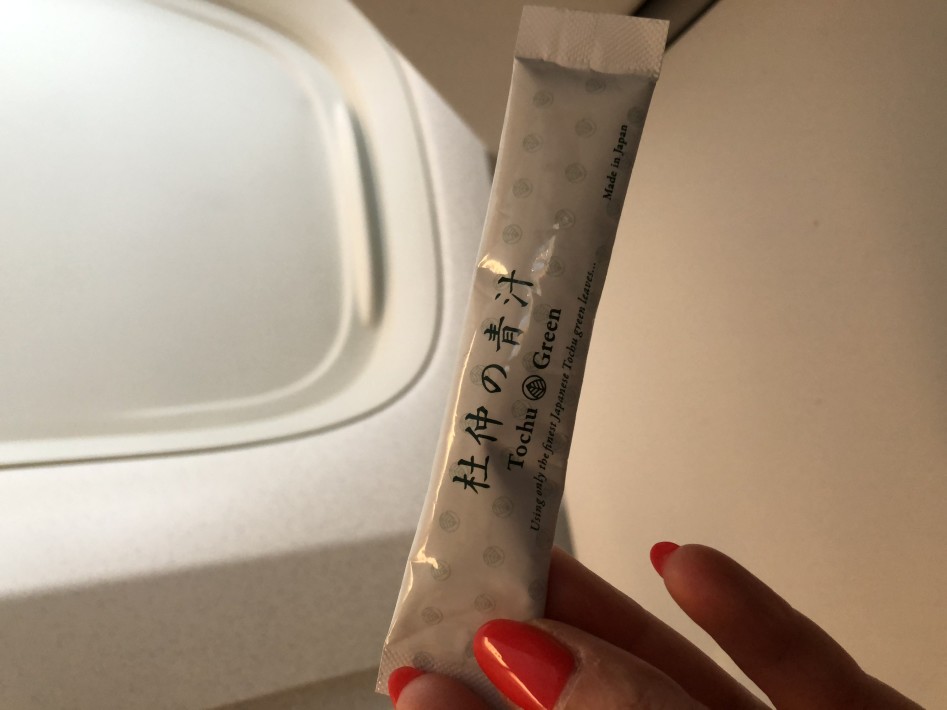 杜仲の青汁
Tochu Green
Using only the finest Japanese Tochu green leaves...
Made in Japan